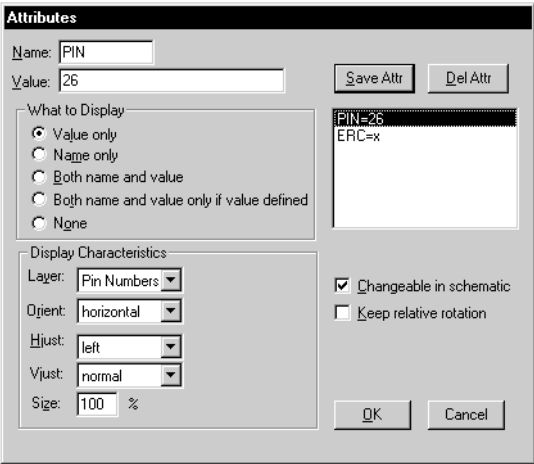 Attributes
Name: PIN
Value: 26
Save Attr Del Attr
What to Display
Value only
Name only
Both name and value
Both name and value only if value defined
None
PIN=26
ERC=x
Display Characteristics
Layer: Pin Numbers
Orient: horizontal
Hjust: left
Vjust: normal
Size: 100 %
Changeable in schematic
Keep relative rotation
OK Cancel